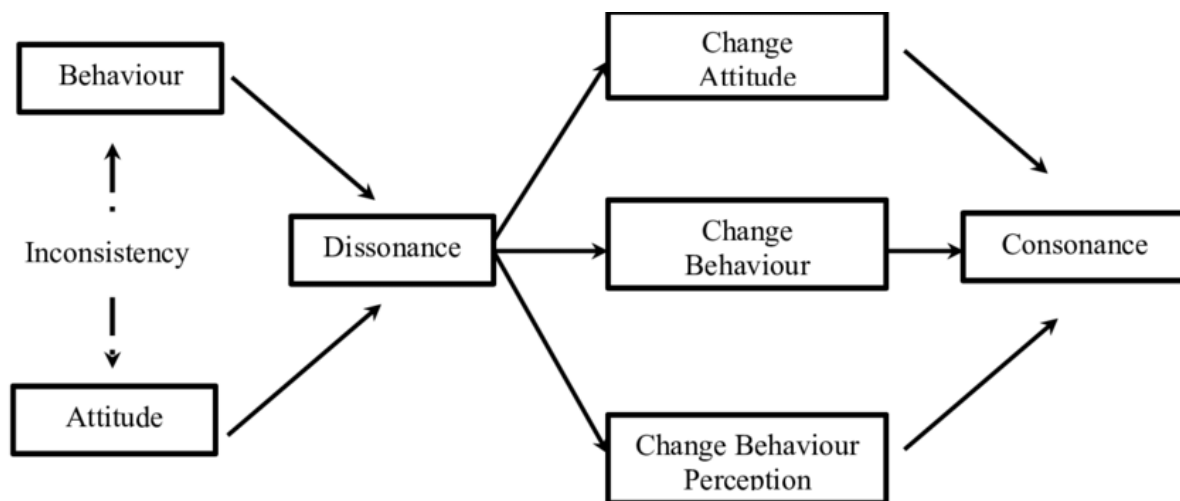 Behaviour
Inconsistency
Attitude
Dissonance
Change
Attitude
Change
Behaviour
Change Behaviour
Perception
Consonance